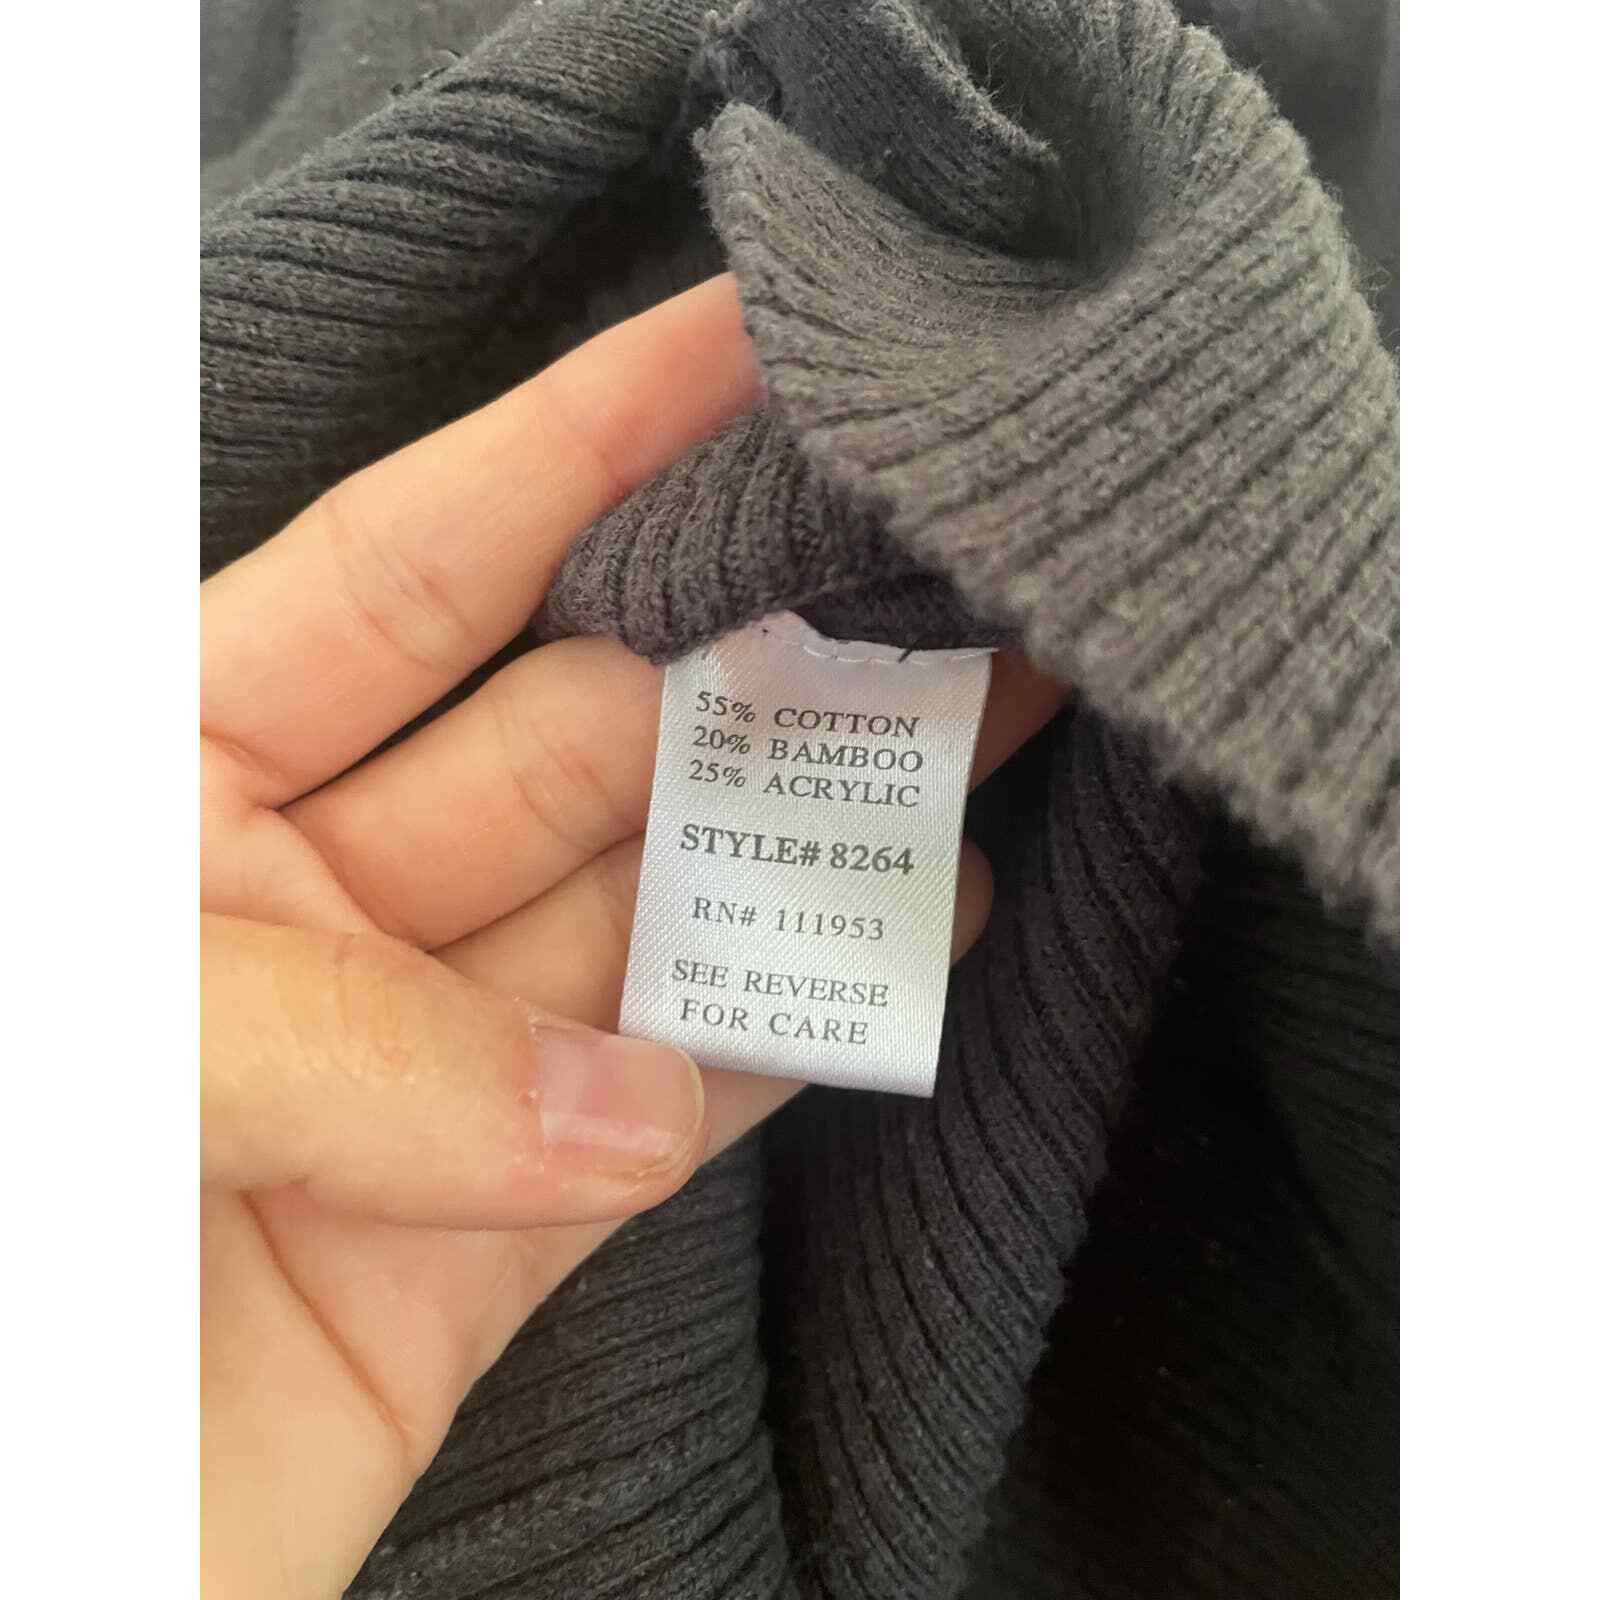 55% COTTON
20% BAMBOO
25% ACRYLIC
STYLE# 8264
RN# 111953
SEE REVERSE
FOR CARE